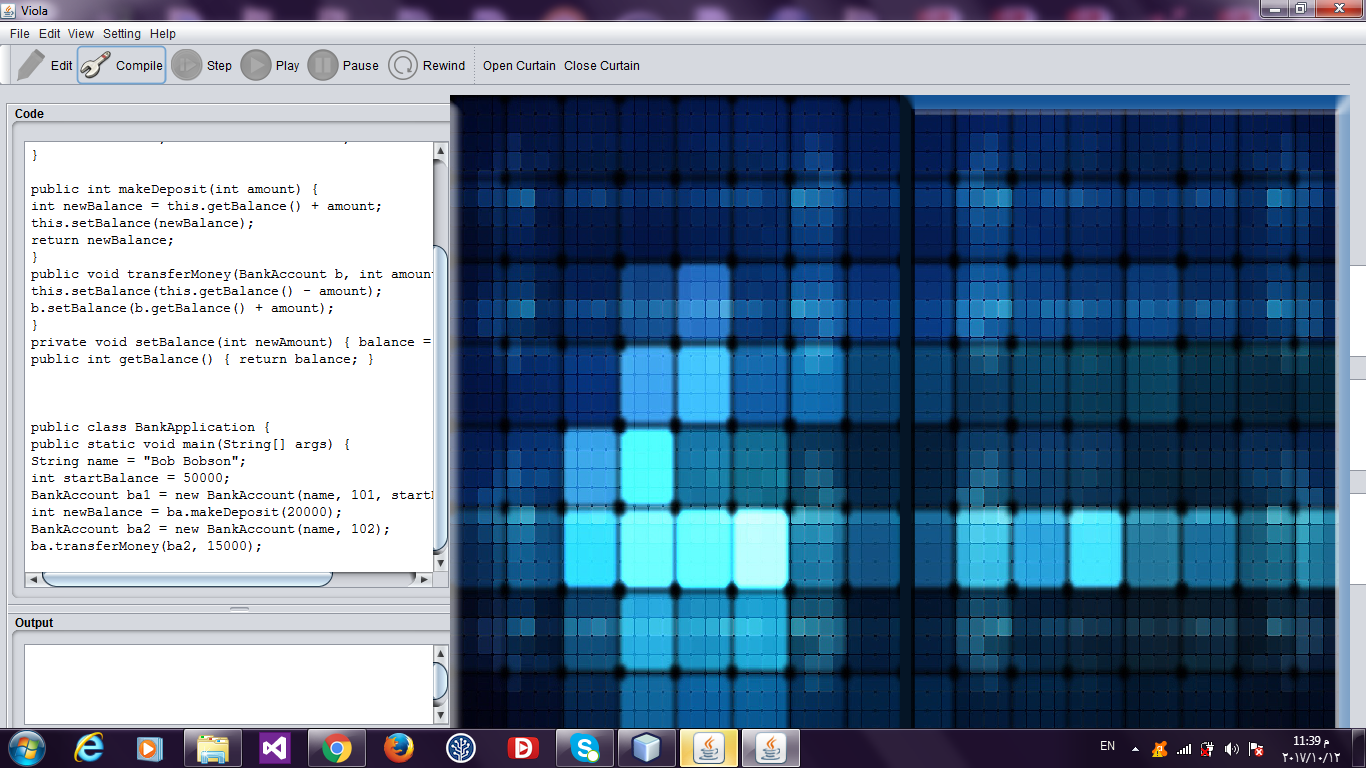 Viola
File Edit View Setting Help
Edit Compile Step Play Pause Rewind Open Curtain Close Curtain
Code
}
public int makeDeposit(int amount) {
int newBalance = this.getBalance() + amount;
this.setBalance(newBalance);
return newBalance;
}
public void transferMoney(BankAccount b, int amoun
this.setBalance(this.getBalance() - amount);
b.setBalance(b.getBalance() + amount);
}
private void setBalance(int newAmount) { balance =
public int getBalance() { return balance; }
public class BankApplication {
public static void main(String[] args) {
String name = "Bob Bobson";
int startBalance = 50000;
BankAccount ba1 = new BankAccount(name, 101, start
int newBalance = ba.makeDeposit(20000);
BankAccount ba2 = new BankAccount(name, 102);
ba.transferMoney(ba2, 15000);
Output
EN
11:39 م
٢٠١٧/١٠/١٢